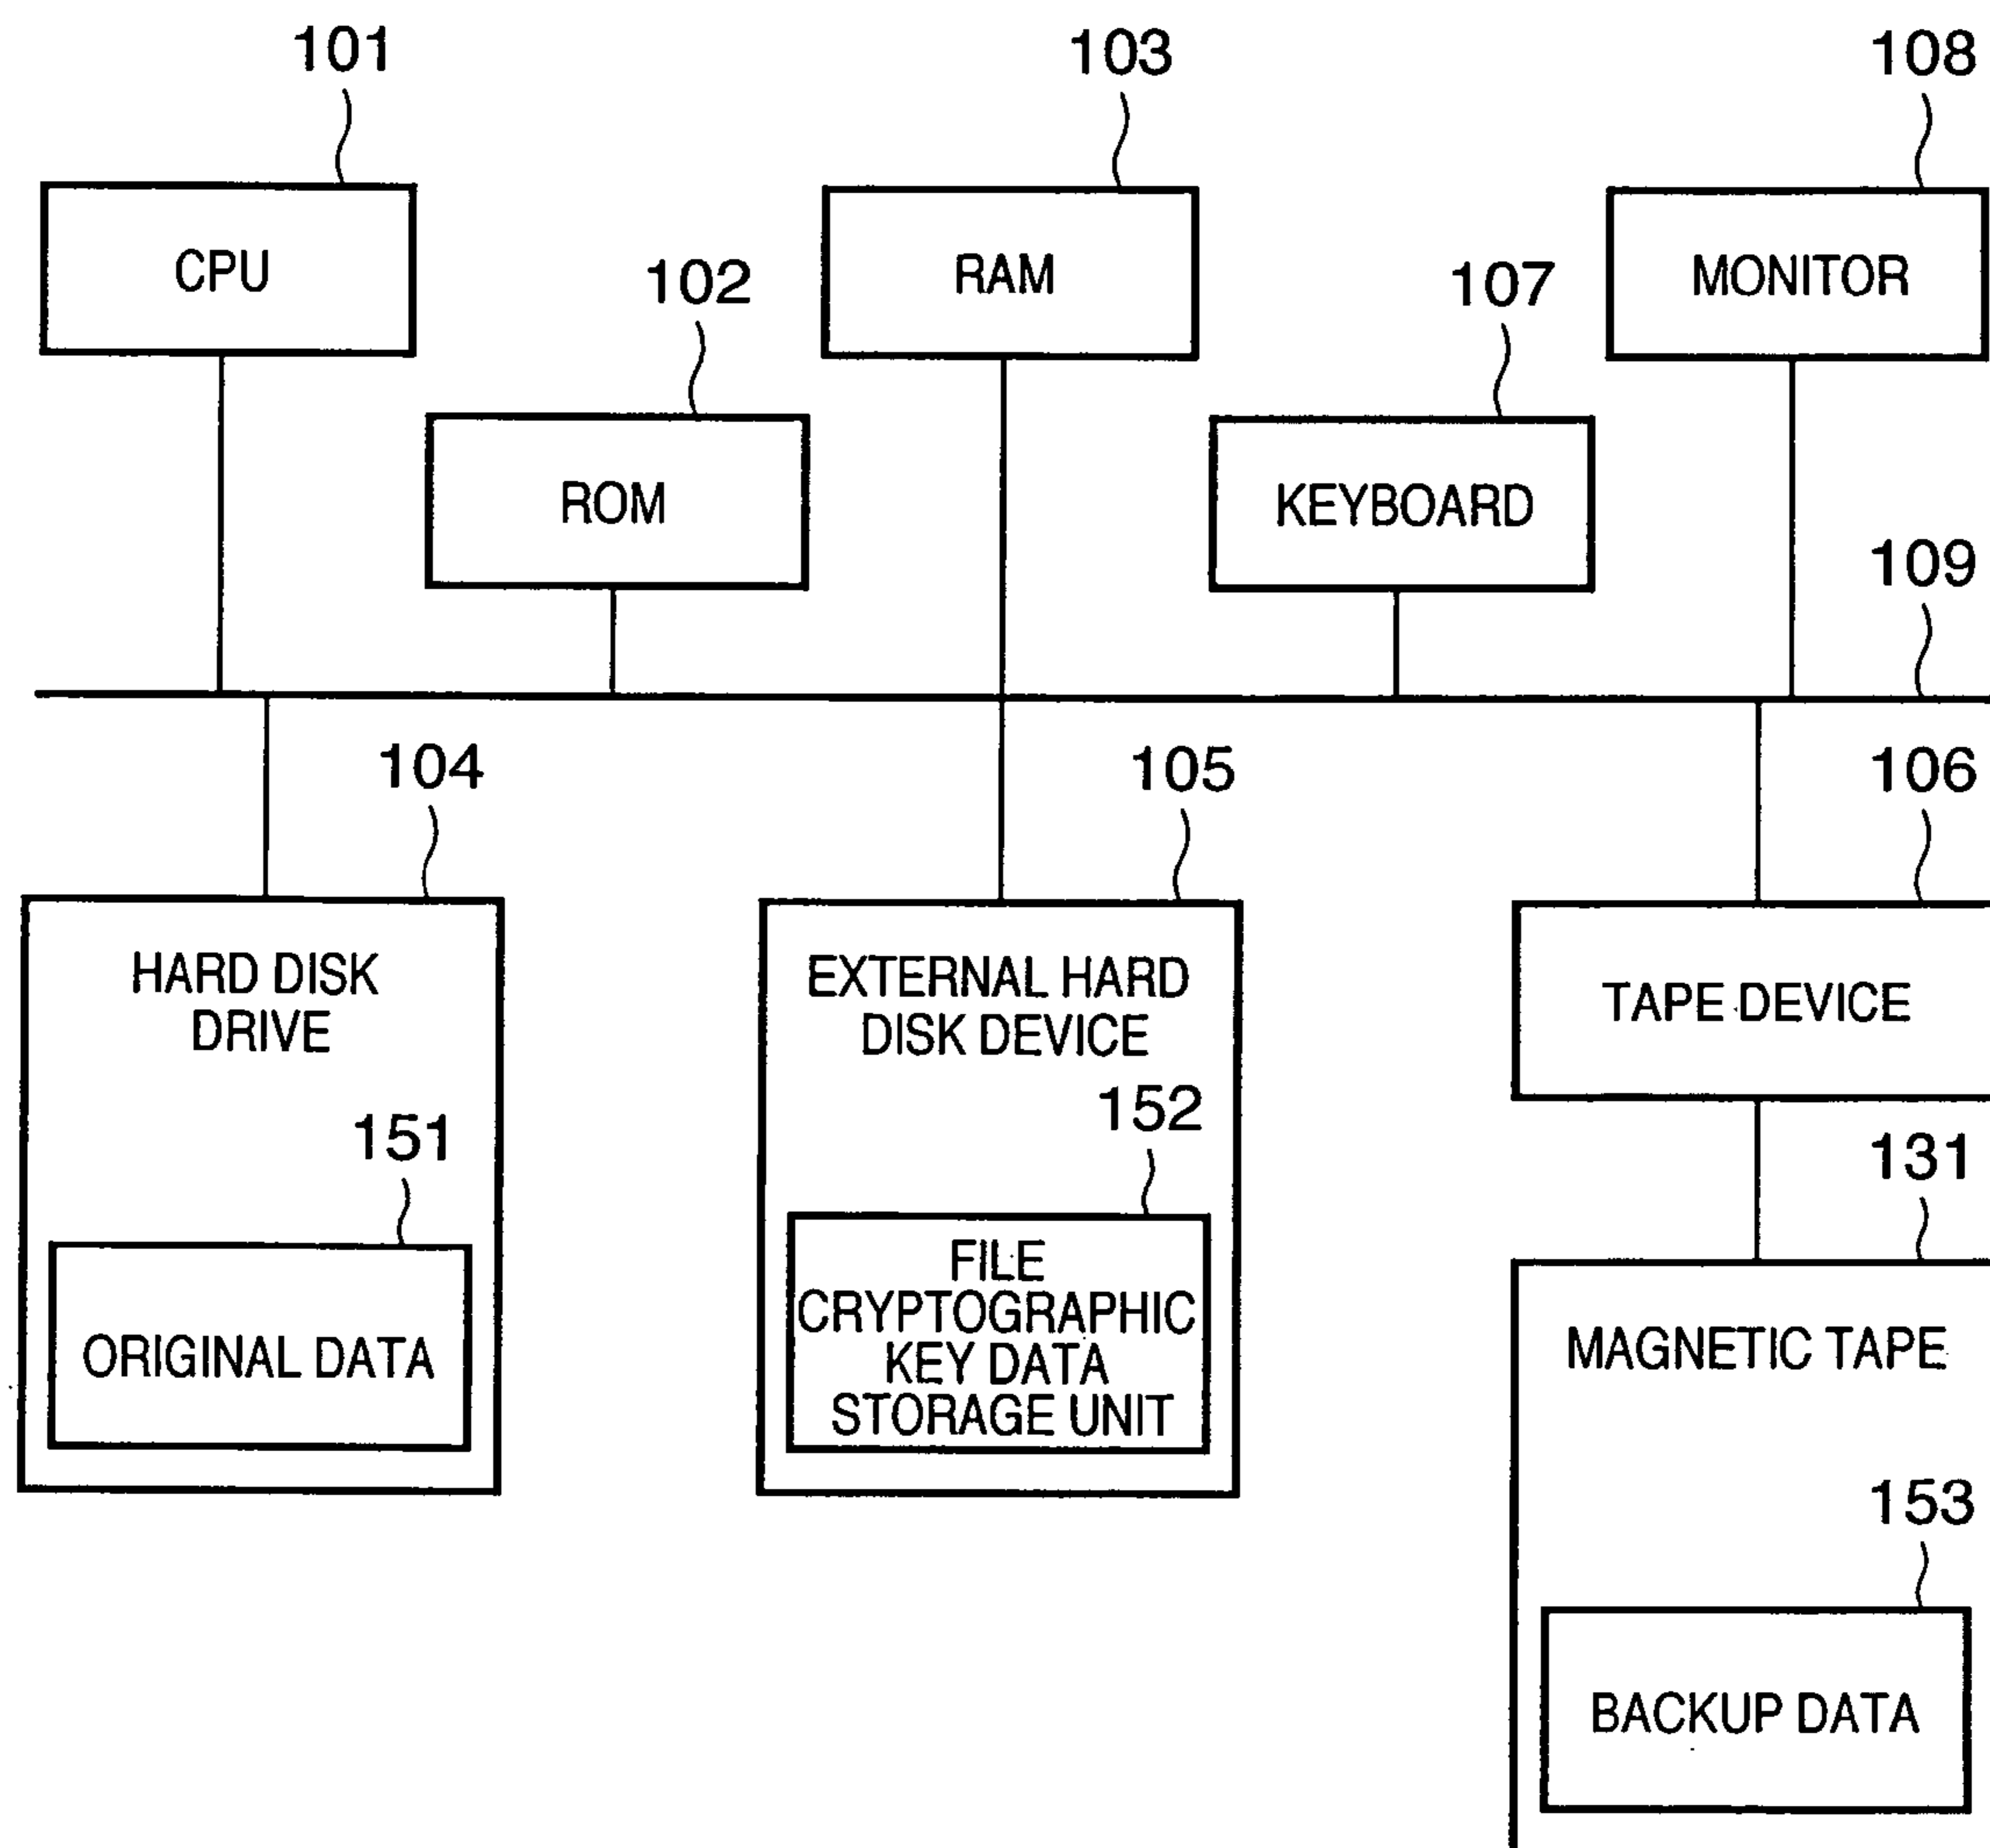 101
103
108
CPU
RAM
MONITOR
102
107
ROM
KEYBOARD
109
104
105
106
HARD DISK
DRIVE
EXTERNAL HARD
DISK DEVICE
TAPE DEVICE
151
152
131
ORIGINAL DATA
FILE
CRYPTOGRAPHIC
KEY DATA
STORAGE UNIT
MAGNETIC TAPE
153
BACKUP DATA